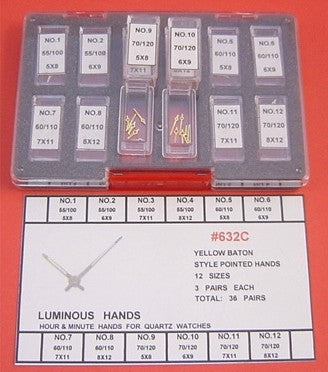 NO.1
55/100
5X8
NO.2
55/100
6X9
NO.9
70/120
5X8
7X11
NO.10
70/120
6X9
NO.5
60/110
5X8
NO.6
60/110
6X9
NO.7
60/110
7X11
NO.8
60/110
8X12
NO.11
70/120
7X11
NO.12
70/120
8X12
NO.1
55/100
5X8
NO.2
55/100
6X9
NO.3
55/100
7X11
NO.4
55/100
8X12
NO.5
60/110
5X8
NO.6
60/110
6X9
#632C
YELLOW BATON
STYLE POINTED HANDS
12 SIZES
3 PAIRS EACH
TOTAL: 36 PAIRS
LUMINOUS HANDS
HOUR & MINUTE HANDS FOR QUARTZ WATCHES
NO.7
60/110
7X11
NO.8
60/110
8X12
NO.9
70/120
5X8
NO.10
70/120
6X9
NO.11
70/120
7X11
NO.12
70/120
8X12